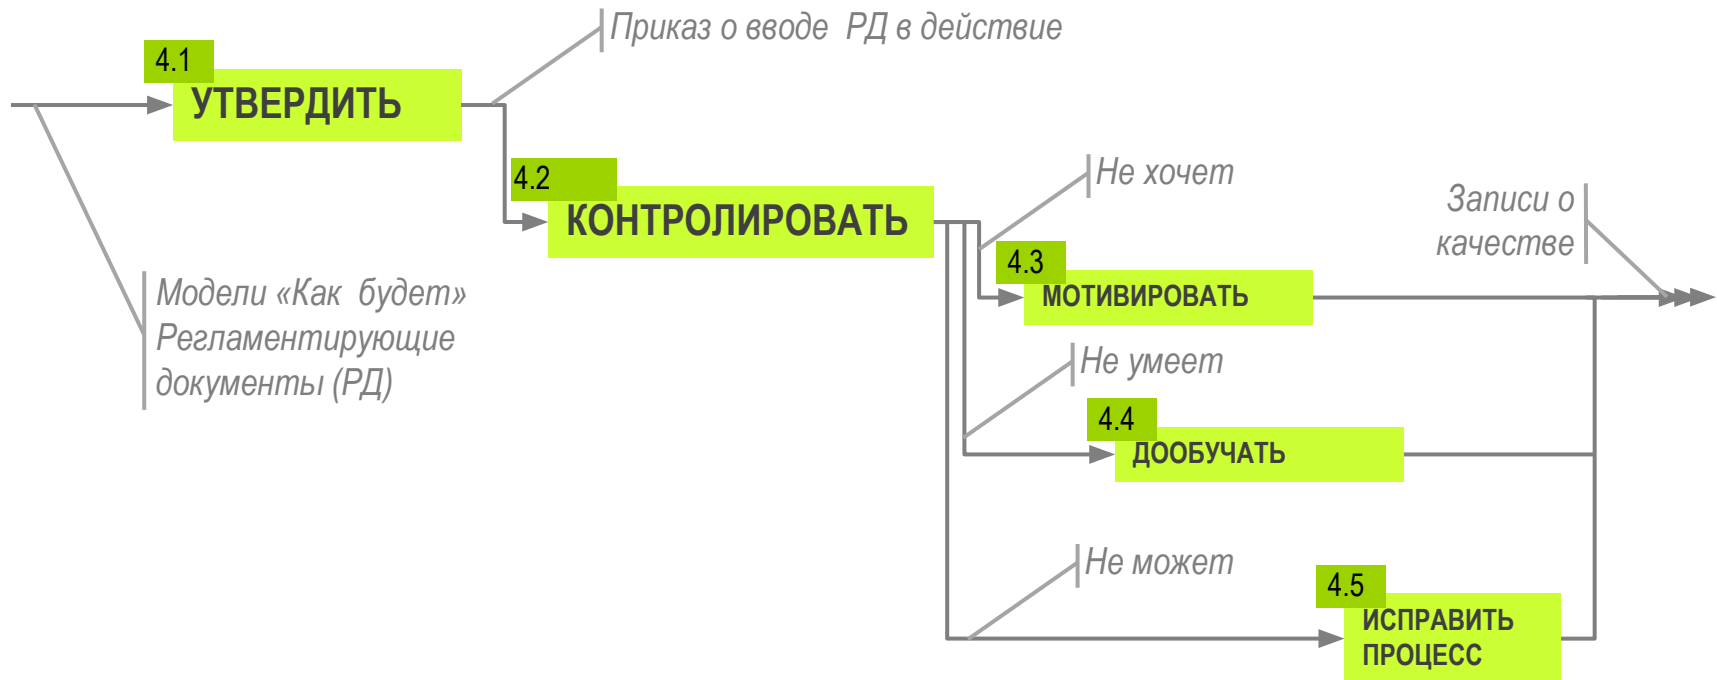 Приказ о вводе РД в действие
4.1
УТВЕРДИТЬ
4.2
КОНТРОЛИРОВАТЬ
Не хочет
Записи о
качестве
4.3
МОТИВИРОВАТЬ
Модели «Как будет»
Регламентирующие
документы (РД)
Не умеет
4.4
ДООБУЧАТЬ
Не может
4.5
ИСПРАВИТЬ
ПРОЦЕСС